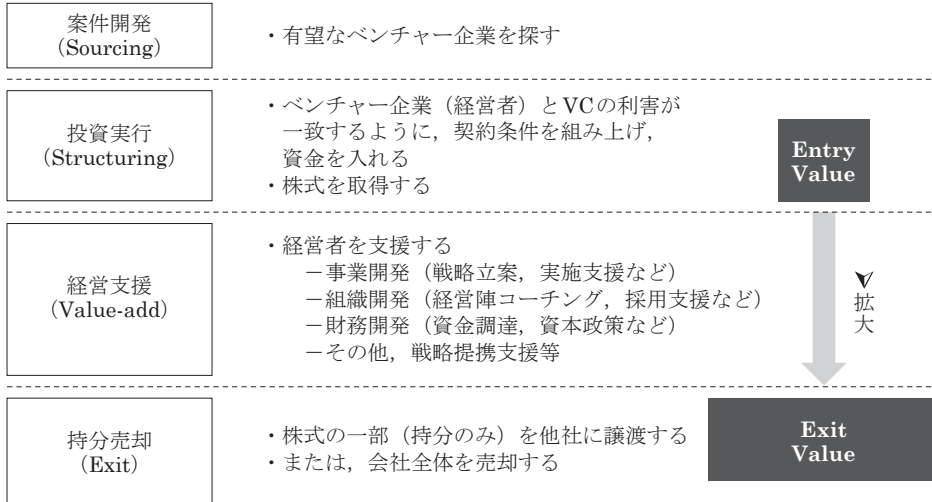 案件開発
（Sourcing）
・有望なベンチャー企業を探す
投資実行
（Structuring）
・ベンチャー企業（経営者）とVCの利害が
一致するように，契約条件を組み上げ，
資金を入れる
・株式を取得する
Entry
Value
経営支援
（Value-add）
・経営者を支援する
－事業開発（戦略立案，実施支援など）
－組織開発（経営陣コーチング，採用支援など）
－財務開発（資金調達，資本政策など）
－その他，戦略提携支援等
拡大
持分売却
（Exit）
・株式の一部（持分のみ）を他社に譲渡する
・または，会社全体を売却する
Exit
Value